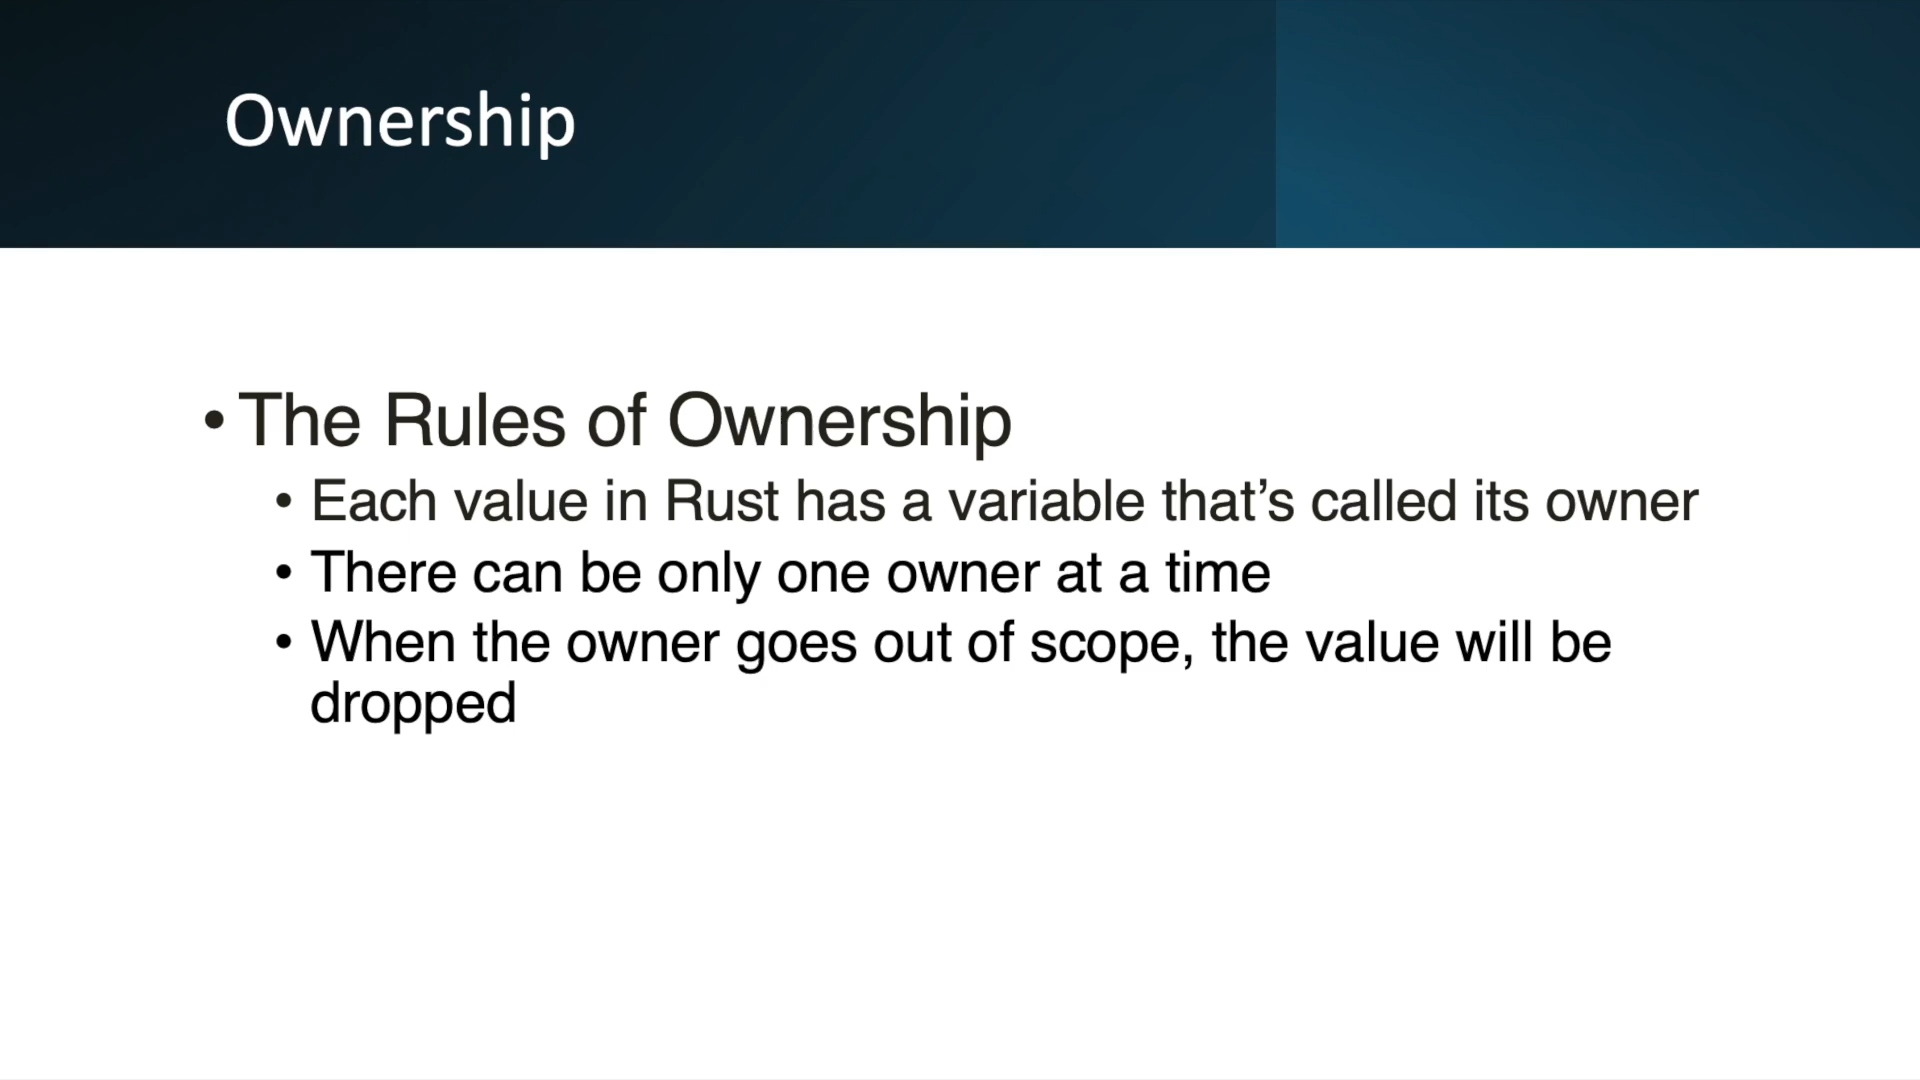 Ownership
• The Rules of Ownership
• Each value in Rust has a variable that’s called its owner
• There can be only one owner at a time
• When the owner goes out of scope, the value will be
dropped